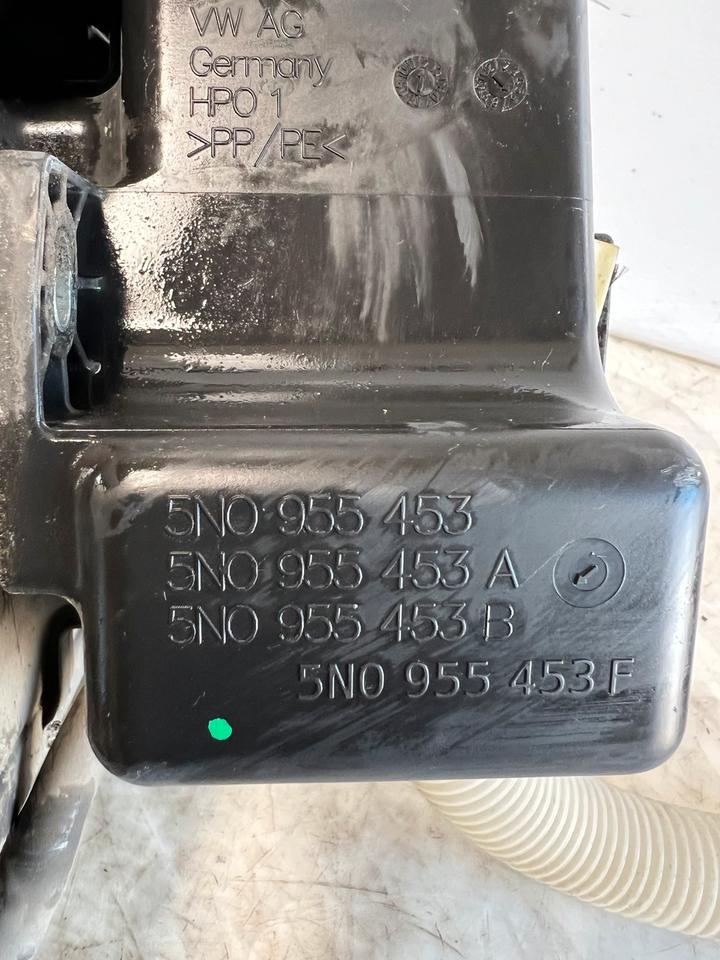 VW AG
Germany
HPO 1
>PP/PE<
5N0 955 453
5N0 955 453 A
5N0 955 453 B
5N0 955 453 F